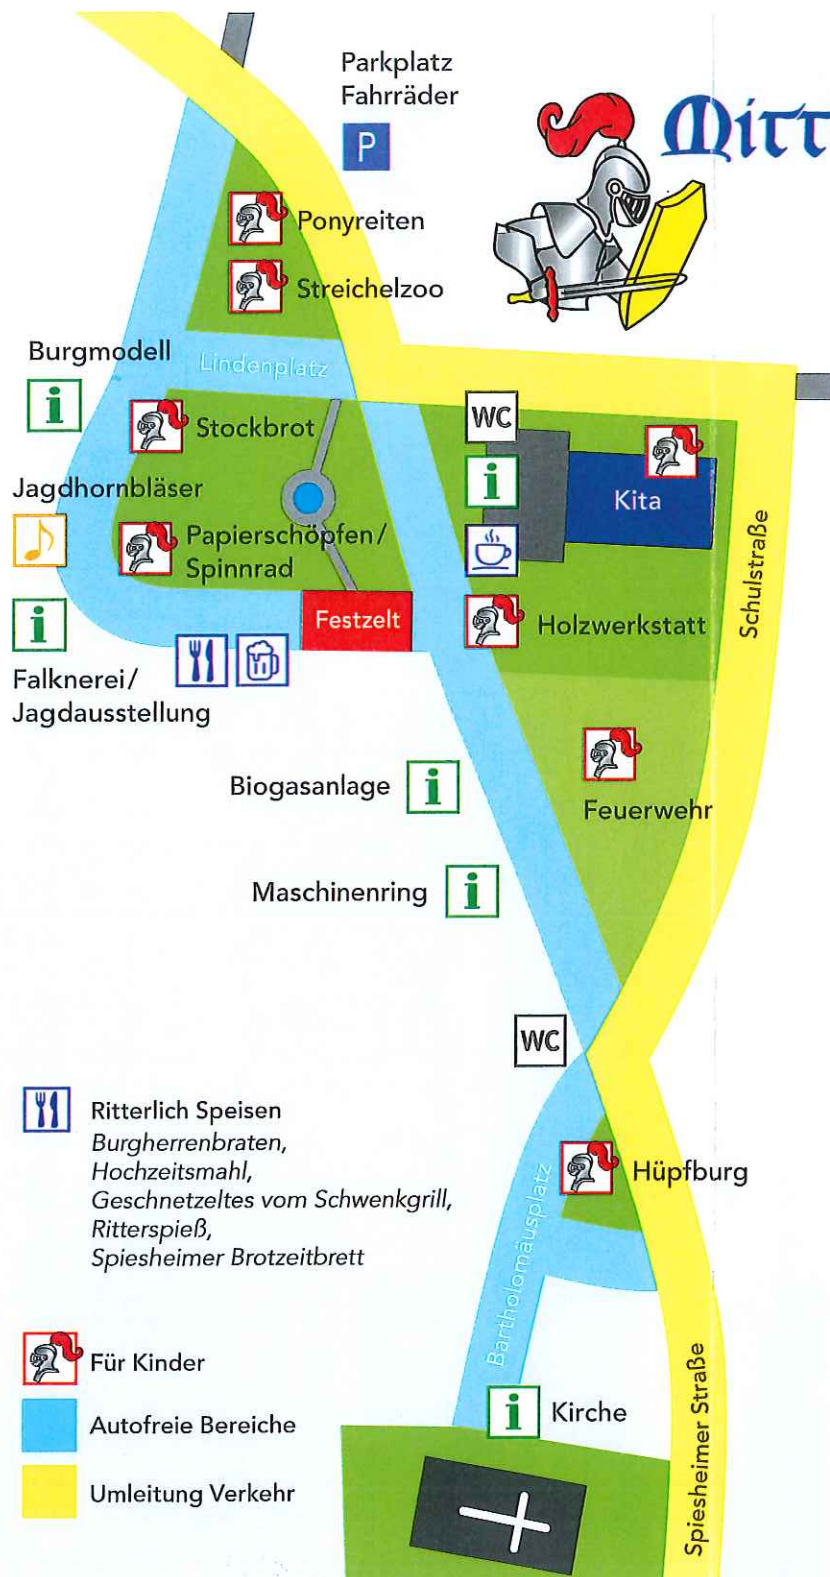 Parkplatz
Fahrräder
P
Mitt
Ponyreiten
Streichelzoo
Burgmodell
Lindenplatz
i
WC
Stockbrot
i
Kita
Jagdhornbläser
Papierschöpfen/
Spinnrad
Schulstraße
i
Festzelt
Holzwerkstatt
Falknerei/
Jagdausstellung
Biogasanlage
i
Feuerwehr
Maschinenring
i
WC
Ritterlich Speisen
Burgherrenbraten,
Hochzeitsmahl,
Geschnetzeltes vom Schwenkgrill,
Ritterspieß,
Spiesheimer Brotzeitbrett
Hüpfburg
Bartholomäusplatz
Für Kinder
Autofreie Bereiche
Umleitung Verkehr
i
Kirche
Spiesheimer Straße